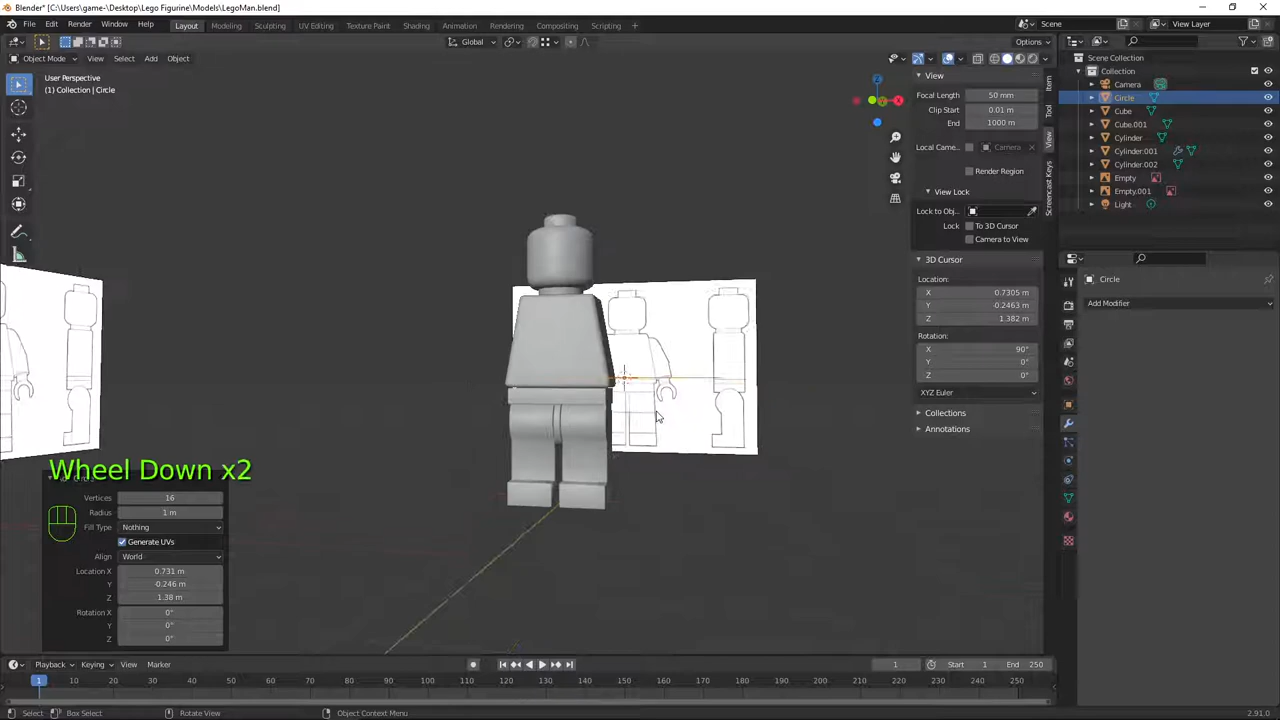 Blender* [C:\Users\game-\Desktop\Lego Figurine\Models\LegoMan.blend]
File Edit Render Window Help Layout Modeling Sculpting UV Editing Texture Paint Shading Animation Rendering Compositing Scripting Scene View Layer
Global Options
Object Mode View Select Add Object
User Perspective
(1) Collection | Circle
View
Focal Length 50 mm
Clip Start 0.01 m
End 1000 m
Local Came... Camera
Render Region
View Lock
Lock to Obj...
Lock To 3D Cursor
Camera to View
3D Cursor
Location:
X 0.7305 m
Y -0.2463 m
Z 1.382 m
Rotation:
X 90°
Y 0°
Z 0°
XYZ Euler
Collections
Annotations
Item
Tool
View
Screencast Keys
Scene Collection
Collection
Camera
Circle
Cube
Cube.001
Cylinder
Cylinder.001
Cylinder.002
Empty
Empty.001
Light
Circle
Add Modifier
Wheel Down x2
Vertices 16
Radius 1 m
Fill Type Nothing
Generate UVs
Align World
Location X 0.731 m
Y -0.246 m
Z 1.38 m
Rotation X 0°
Y 0°
Z 0°
Playback Keying View Marker 1 Start 1 End 250
1 10 20 30 40 50 60 70 80 90 100 110 120 130 140 150 160 170 180 190 200 210 220 230 240 250
Select Box Select Rotate View Object Context Menu 2.91.0